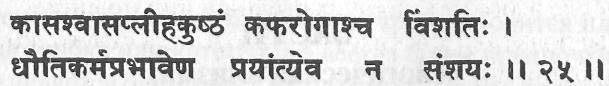 कासश्वासप्लीहकुष्ठं कफरोगाश्च विंशतिः ।
धौतिकर्मप्रभावेण प्रयांत्येव न संशयः ।। २५ ।।